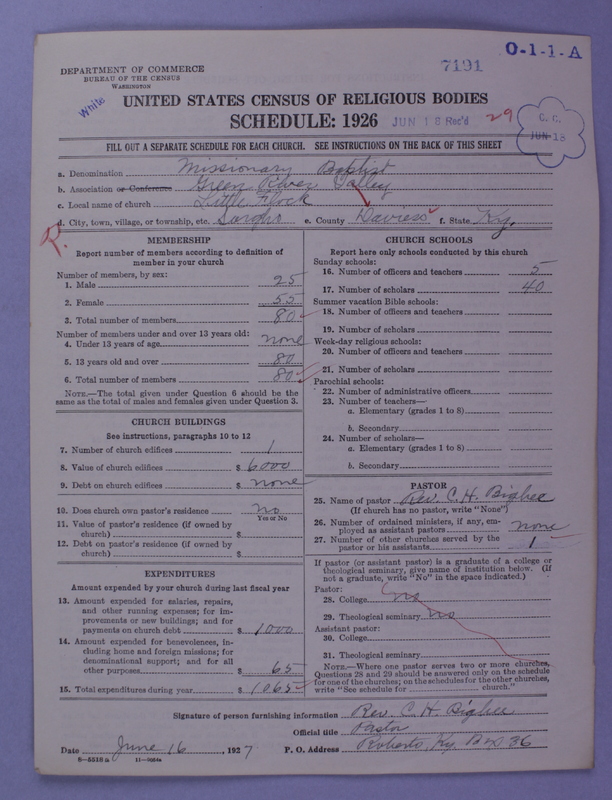 DEPARTMENT OF COMMERCE
BUREAU OF THE CENSUS
WASHINGTON
7191
O-1-1-A
White
UNITED STATES CENSUS OF RELIGIOUS BODIES
SCHEDULE: 1926
JUN 18 Rec'd
29
C. C.
JUN 18
FILL OUT A SEPARATE SCHEDULE FOR EACH CHURCH. SEE INSTRUCTIONS ON THE BACK OF THIS SHEET
a. Denomination Missionary Baptist
b. Association or Conference Green River Valley
c. Local name of church Little Flock
d. City, town, village, or township, etc. Sorgho e. County Daviess f. State Ky.
R.
MEMBERSHIP
Report number of members according to definition of
member in your church
Number of members, by sex:
1. Male 25
2. Female 55
3. Total number of members 80
Number of members under and over 13 years old:
4. Under 13 years of age none
5. 13 years old and over 80
6. Total number of members 80
NOTE.—The total given under Question 6 should be the
same as the total of males and females given under Question 3.
CHURCH BUILDINGS
See instructions, paragraphs 10 to 12
7. Number of church edifices 1
8. Value of church edifices $ 6000
9. Debt on church edifices $ none
10. Does church own pastor's residence no
Yes or No
11. Value of pastor's residence (if owned by
church) $
12. Debt on pastor's residence (if owned by
church) $
EXPENDITURES
Amount expended by your church during last fiscal year
13. Amount expended for salaries, repairs,
and other running expenses; for im-
provements or new buildings; and for
payments on church debt $ 1000
14. Amount expended for benevolences, in-
cluding home and foreign missions; for
denominational support; and for all
other purposes $ 65
15. Total expenditures during year $ 1065
CHURCH SCHOOLS
Report here only schools conducted by this church
Sunday schools:
16. Number of officers and teachers 5
17. Number of scholars 40
Summer vacation Bible schools:
18. Number of officers and teachers
19. Number of scholars
Week-day religious schools:
20. Number of officers and teachers
21. Number of scholars
Parochial schools:
22. Number of administrative officers
23. Number of teachers—
a. Elementary (grades 1 to 8)
b. Secondary
24. Number of scholars—
a. Elementary (grades 1 to 8)
b. Secondary
PASTOR
25. Name of pastor Rev. C. H. Bigbee
(If church has no pastor, write "None")
26. Number of ordained ministers, if any, em-
ployed as assistant pastors none
27. Number of other churches served by the
pastor or his assistants 1
If pastor (or assistant pastor) is a graduate of a college or
theological seminary, give name of institution below. (If
not a graduate, write "No" in the space indicated.)
Pastor:
28. College no
29. Theological seminary no
Assistant pastor:
30. College
31. Theological seminary
NOTE.—Where one pastor serves two or more churches,
Questions 28 and 29 should be answered only on the schedule
for one of the churches; on the schedules for the other churches,
write "See schedule for church."
Signature of person furnishing information Rev. C. H. Bigbee
Official title Pastor
Date June 16, 1927 P. O. Address Roberts, Ky. Box 86